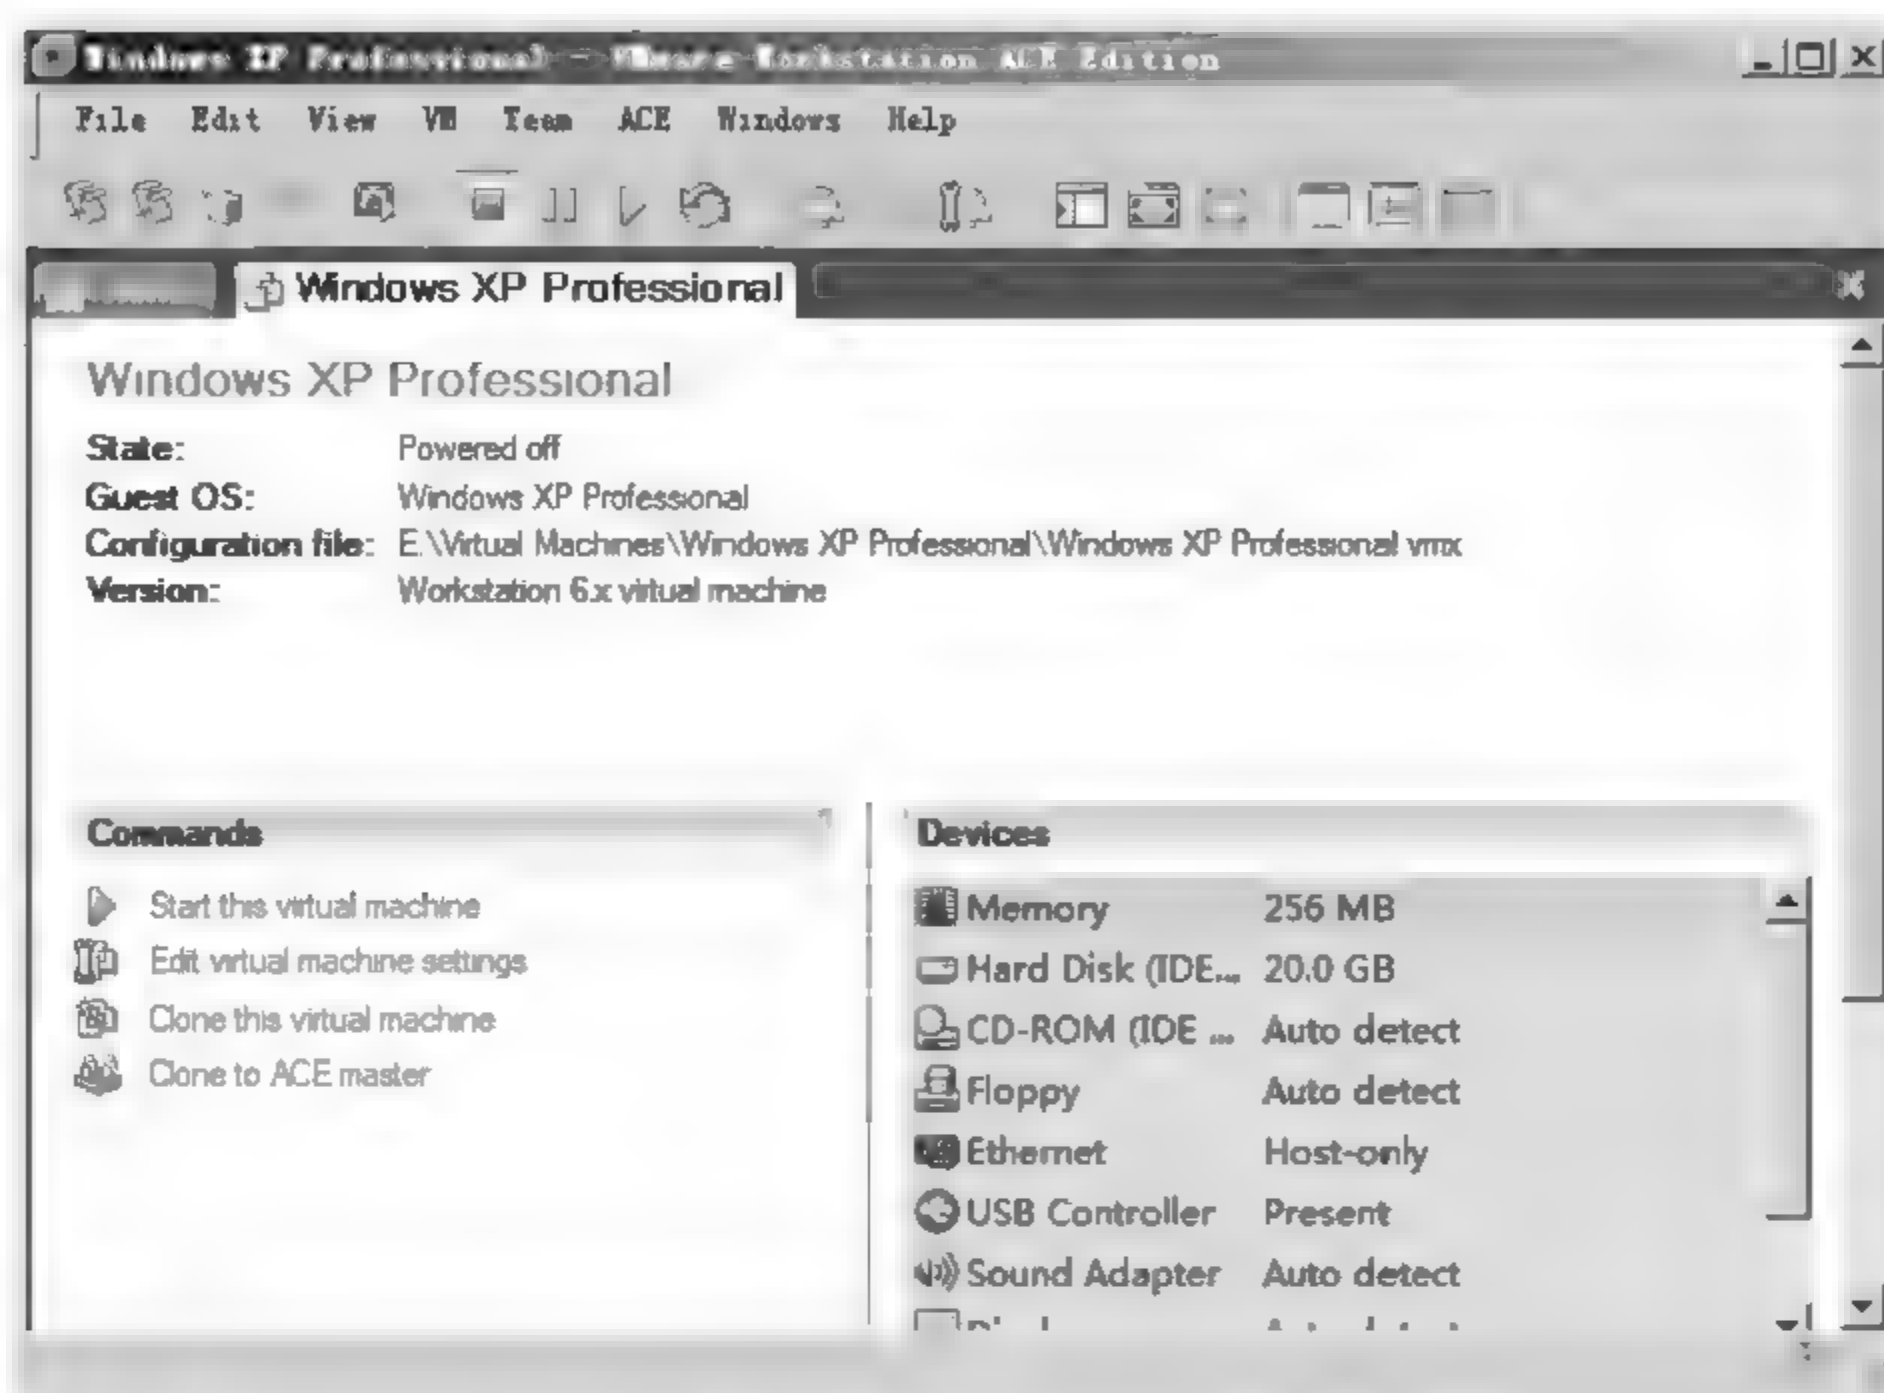 Windows XP Professional - VMware Workstation ACE Edition
File Edit View VM Team ACE Windows Help
Windows XP Professional
Windows XP Professional
State: Powered off
Guest OS: Windows XP Professional
Configuration file: E:\Virtual Machines\Windows XP Professional\Windows XP Professional.vmx
Version: Workstation 6.x virtual machine
Commands
Start this virtual machine
Edit virtual machine settings
Clone this virtual machine
Clone to ACE master
Devices
Memory 256 MB
Hard Disk (IDE... 20.0 GB
CD-ROM (IDE ... Auto detect
Floppy Auto detect
Ethernet Host-only
USB Controller Present
Sound Adapter Auto detect